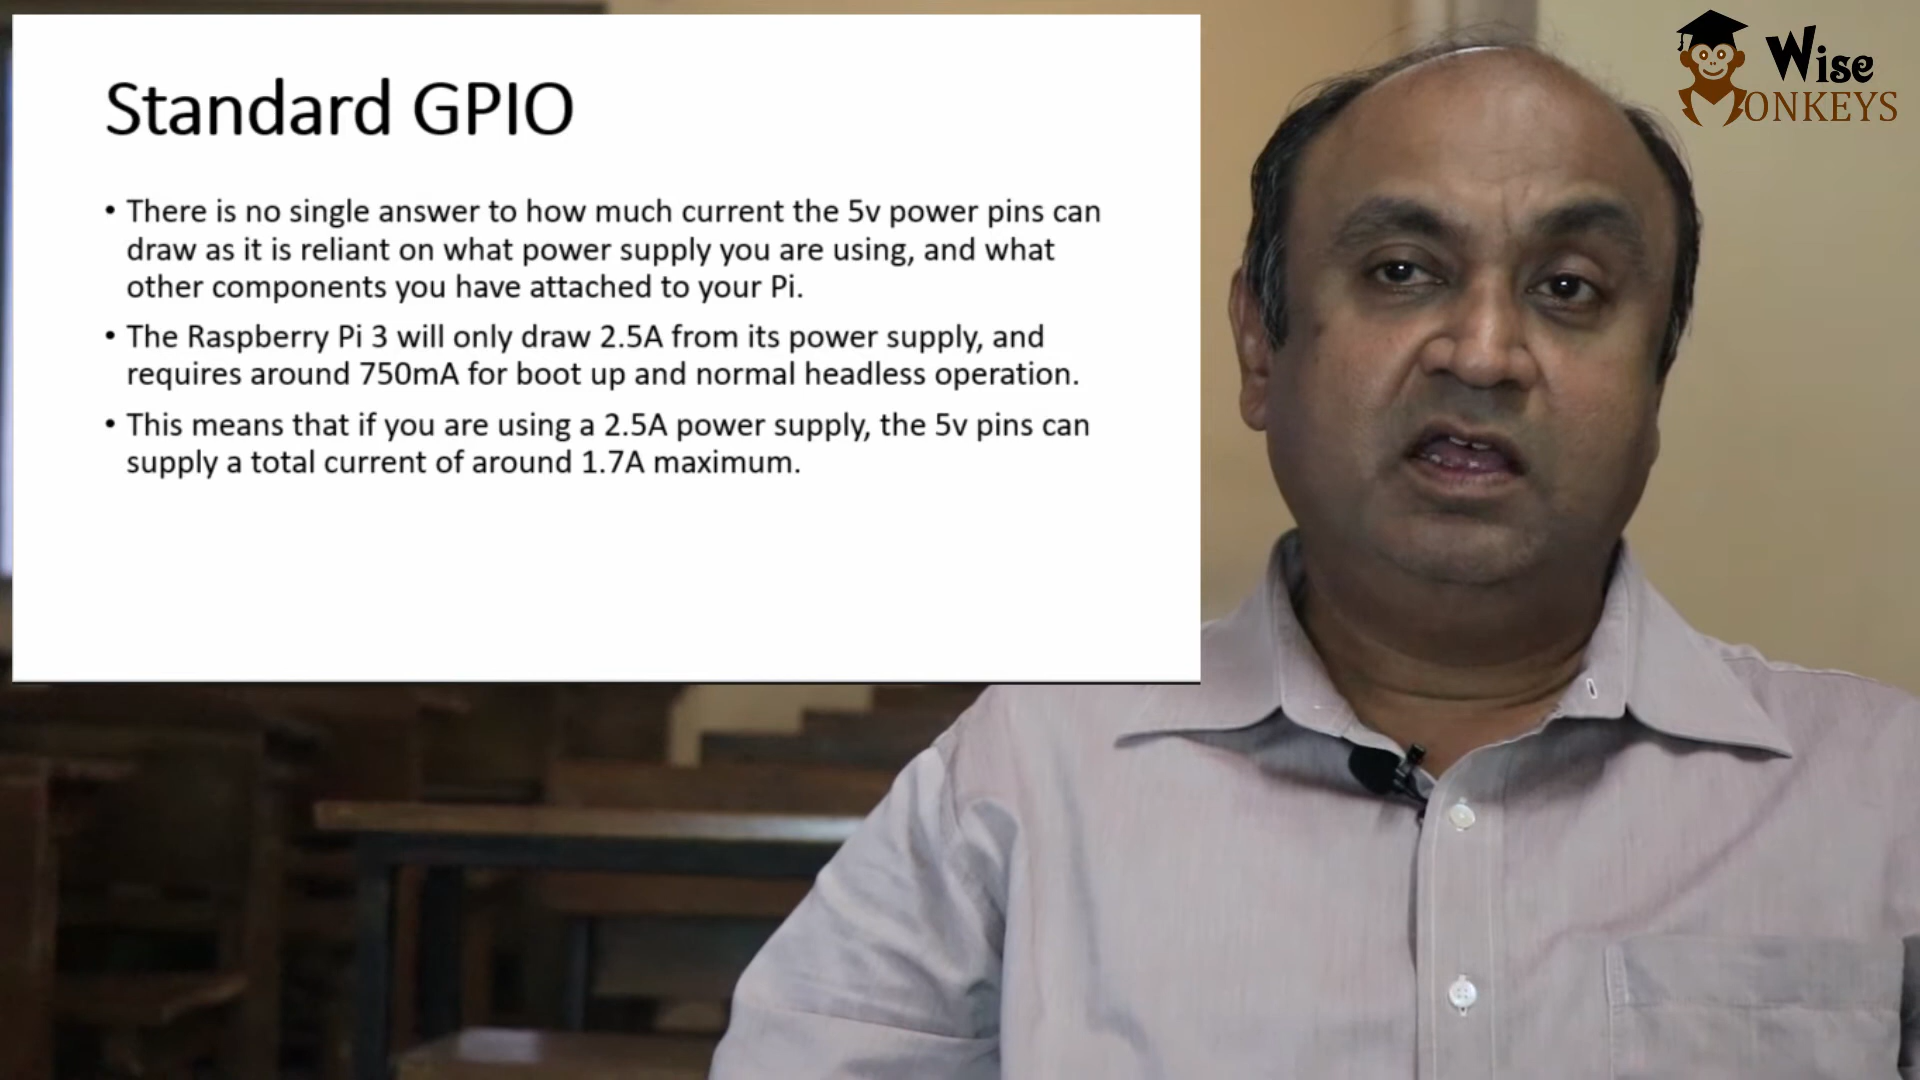 Standard GPIO
• There is no single answer to how much current the 5v power pins can
draw as it is reliant on what power supply you are using, and what
other components you have attached to your Pi.
• The Raspberry Pi 3 will only draw 2.5A from its power supply, and
requires around 750mA for boot up and normal headless operation.
• This means that if you are using a 2.5A power supply, the 5v pins can
supply a total current of around 1.7A maximum.
Wise
MONKEYS